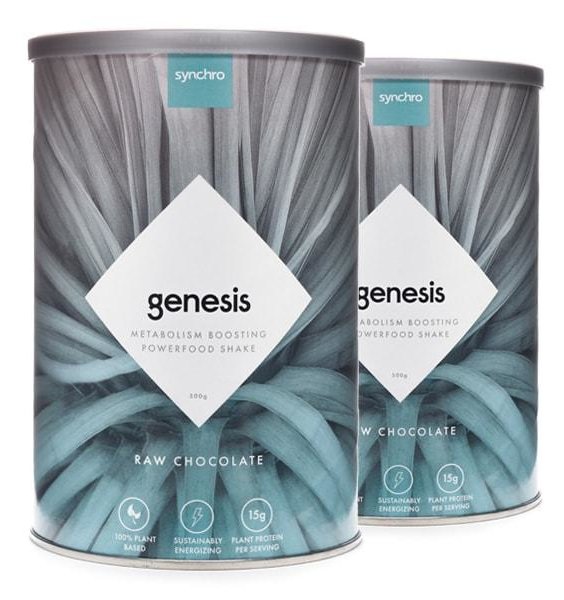 synchro
genesis
METABOLISM BOOSTING
POWERFOOD SHAKE
500g
RAW CHOCOLATE
100% PLANT
BASED
SUSTAINABLY
ENERGIZING
15g
PLANT PROTEIN
PER SERVING
synchro
genesis
ABOLISM BOOSTING
OWERFOOD SHAKE
500g
W CHOCOLATE
SUSTAINABLY
ENERGIZING
15g
PLANT PROTEIN
PER SERVING